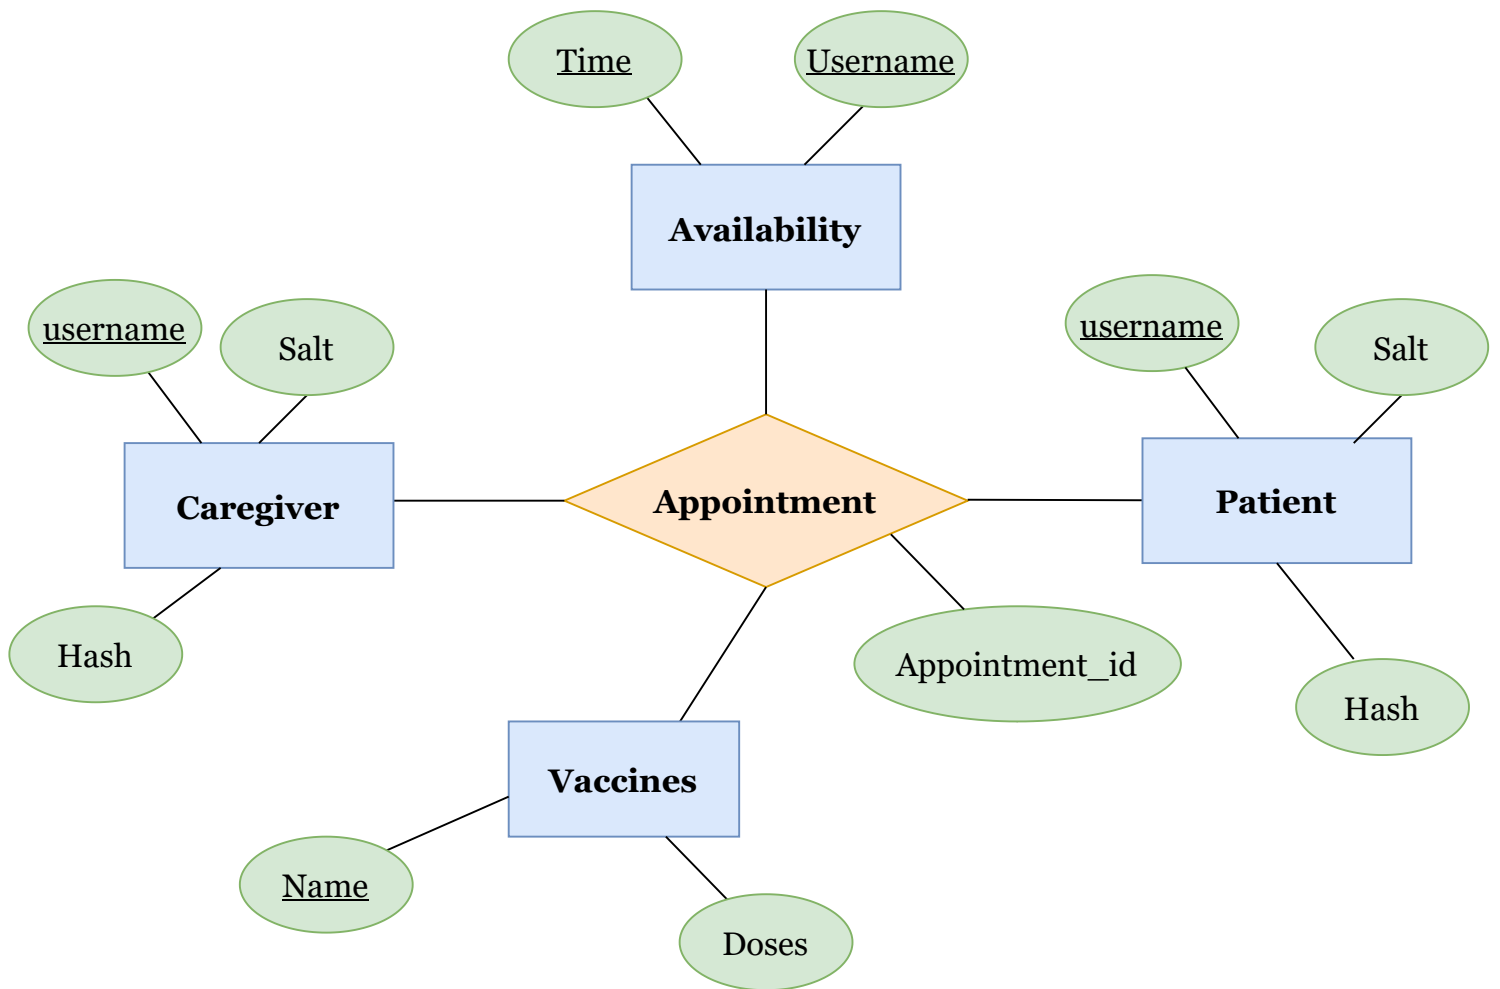 Time
Username
Availability
username
Salt
username
Salt
Caregiver
Appointment
Patient
Hash
Appointment_id
Hash
Vaccines
Name
Doses